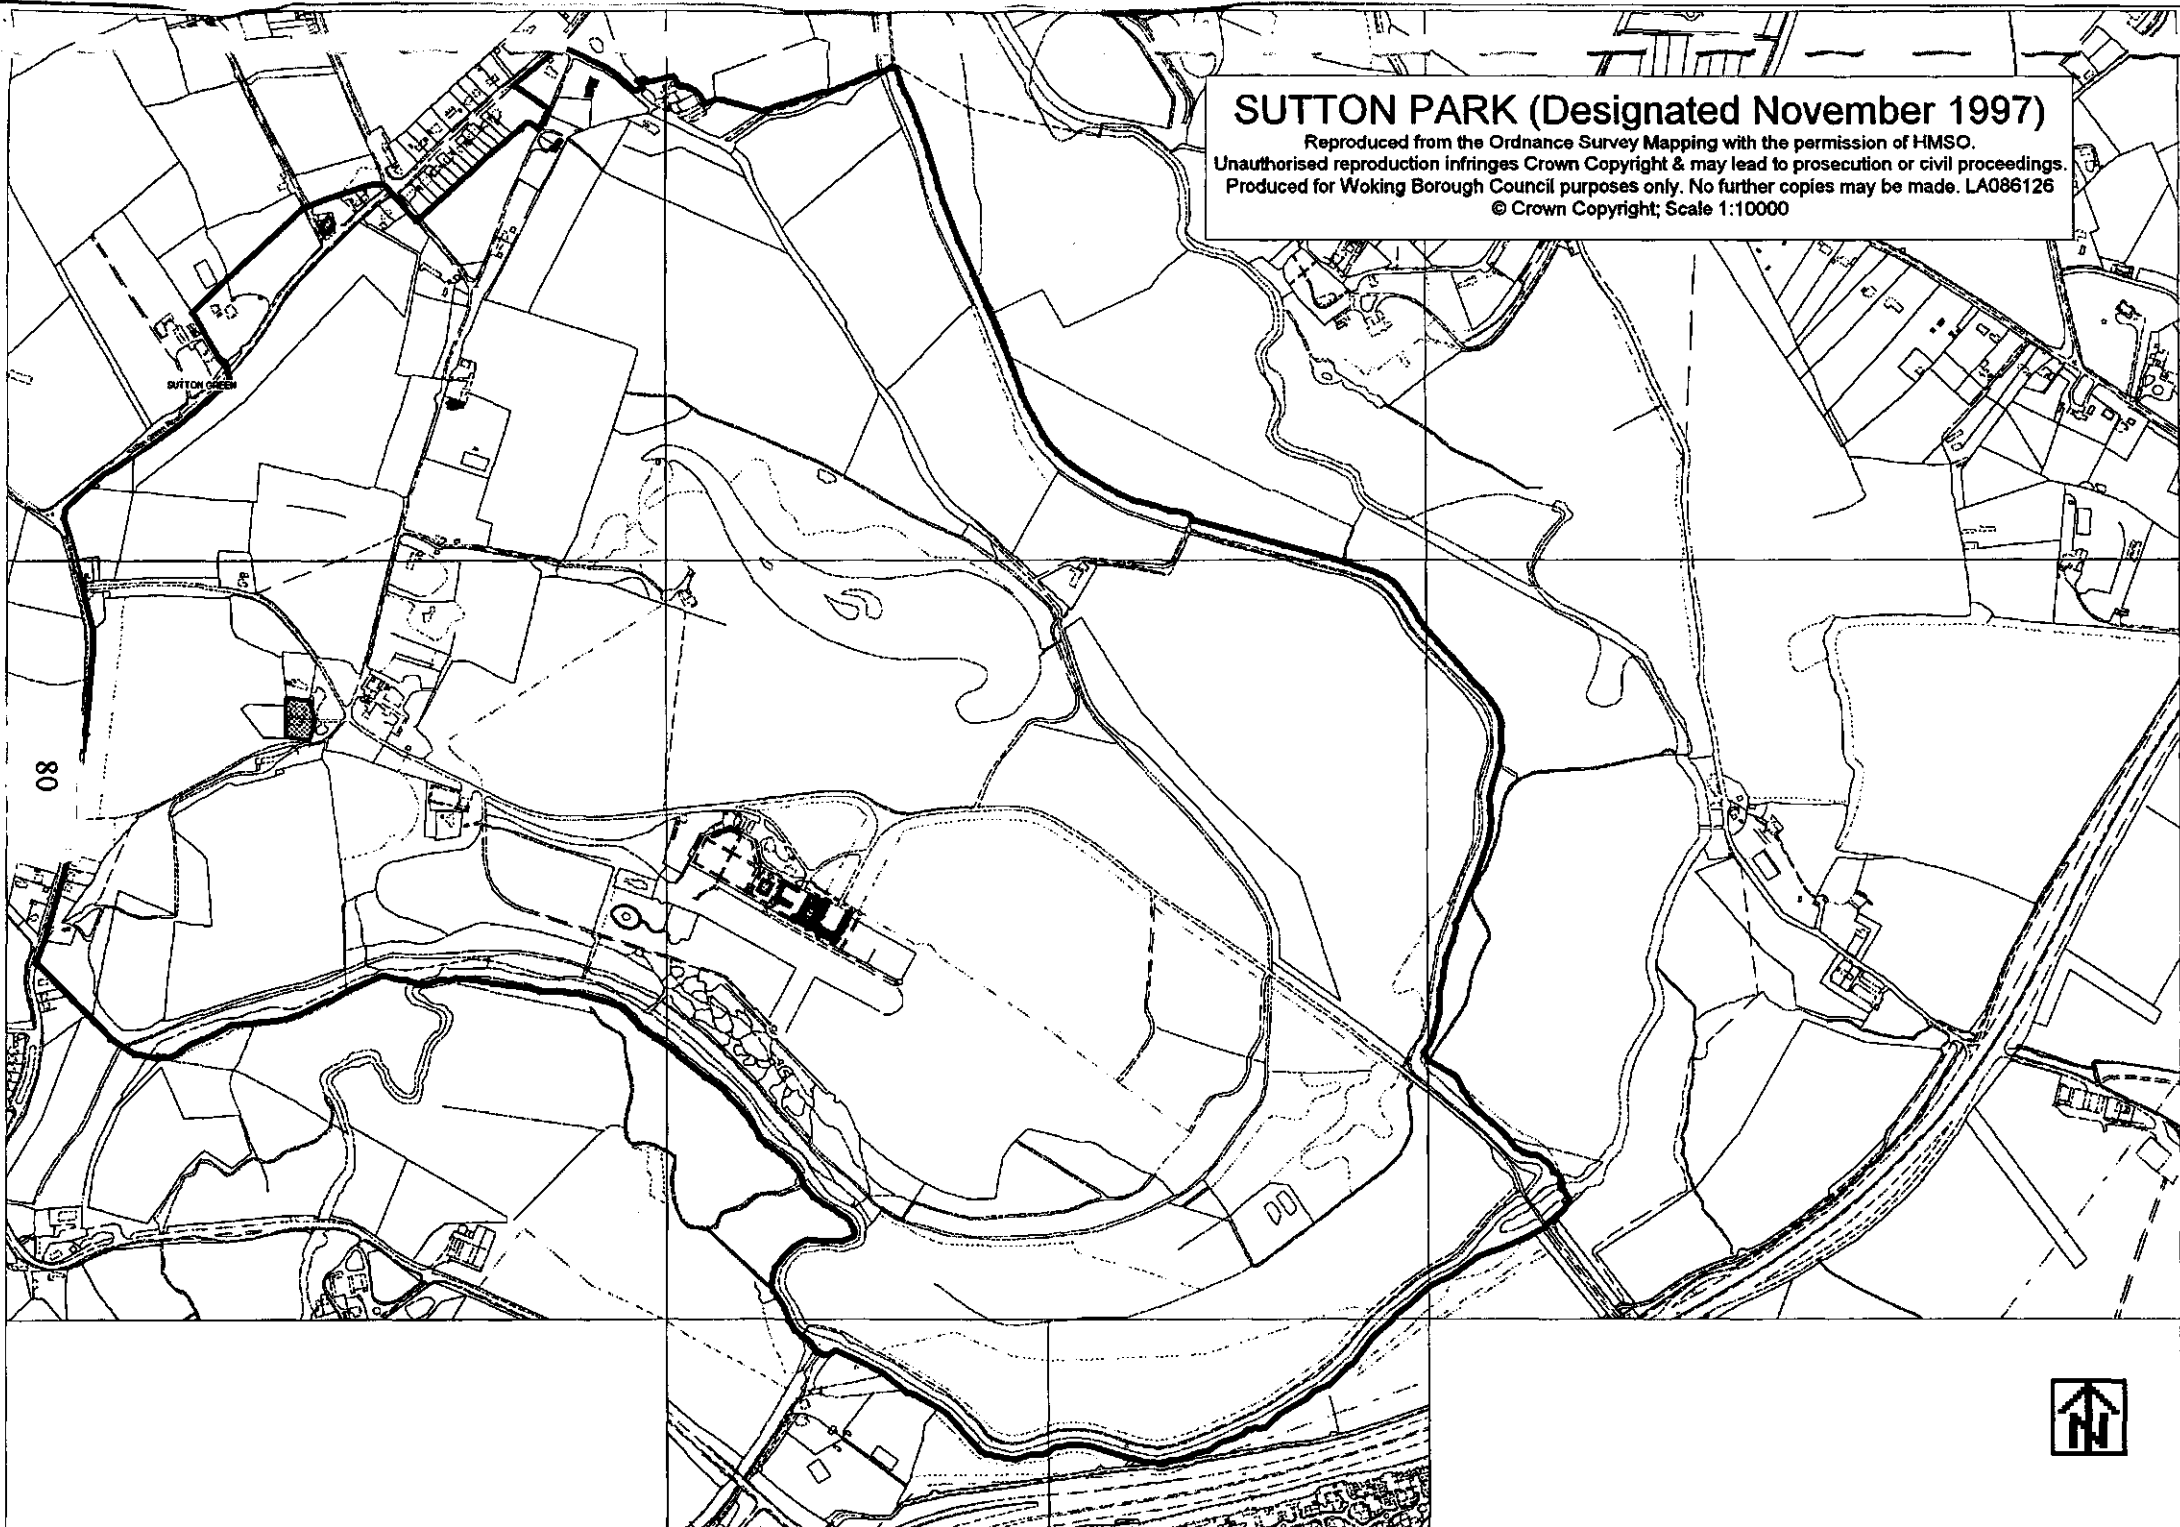 SUTTON PARK (Designated November 1997)
Reproduced from the Ordnance Survey Mapping with the permission of HMSO.
Unauthorised reproduction infringes Crown Copyright & may lead to prosecution or civil proceedings.
Produced for Woking Borough Council purposes only. No further copies may be made. LA086126
© Crown Copyright; Scale 1:10000
SUTTON GREEN
80
N